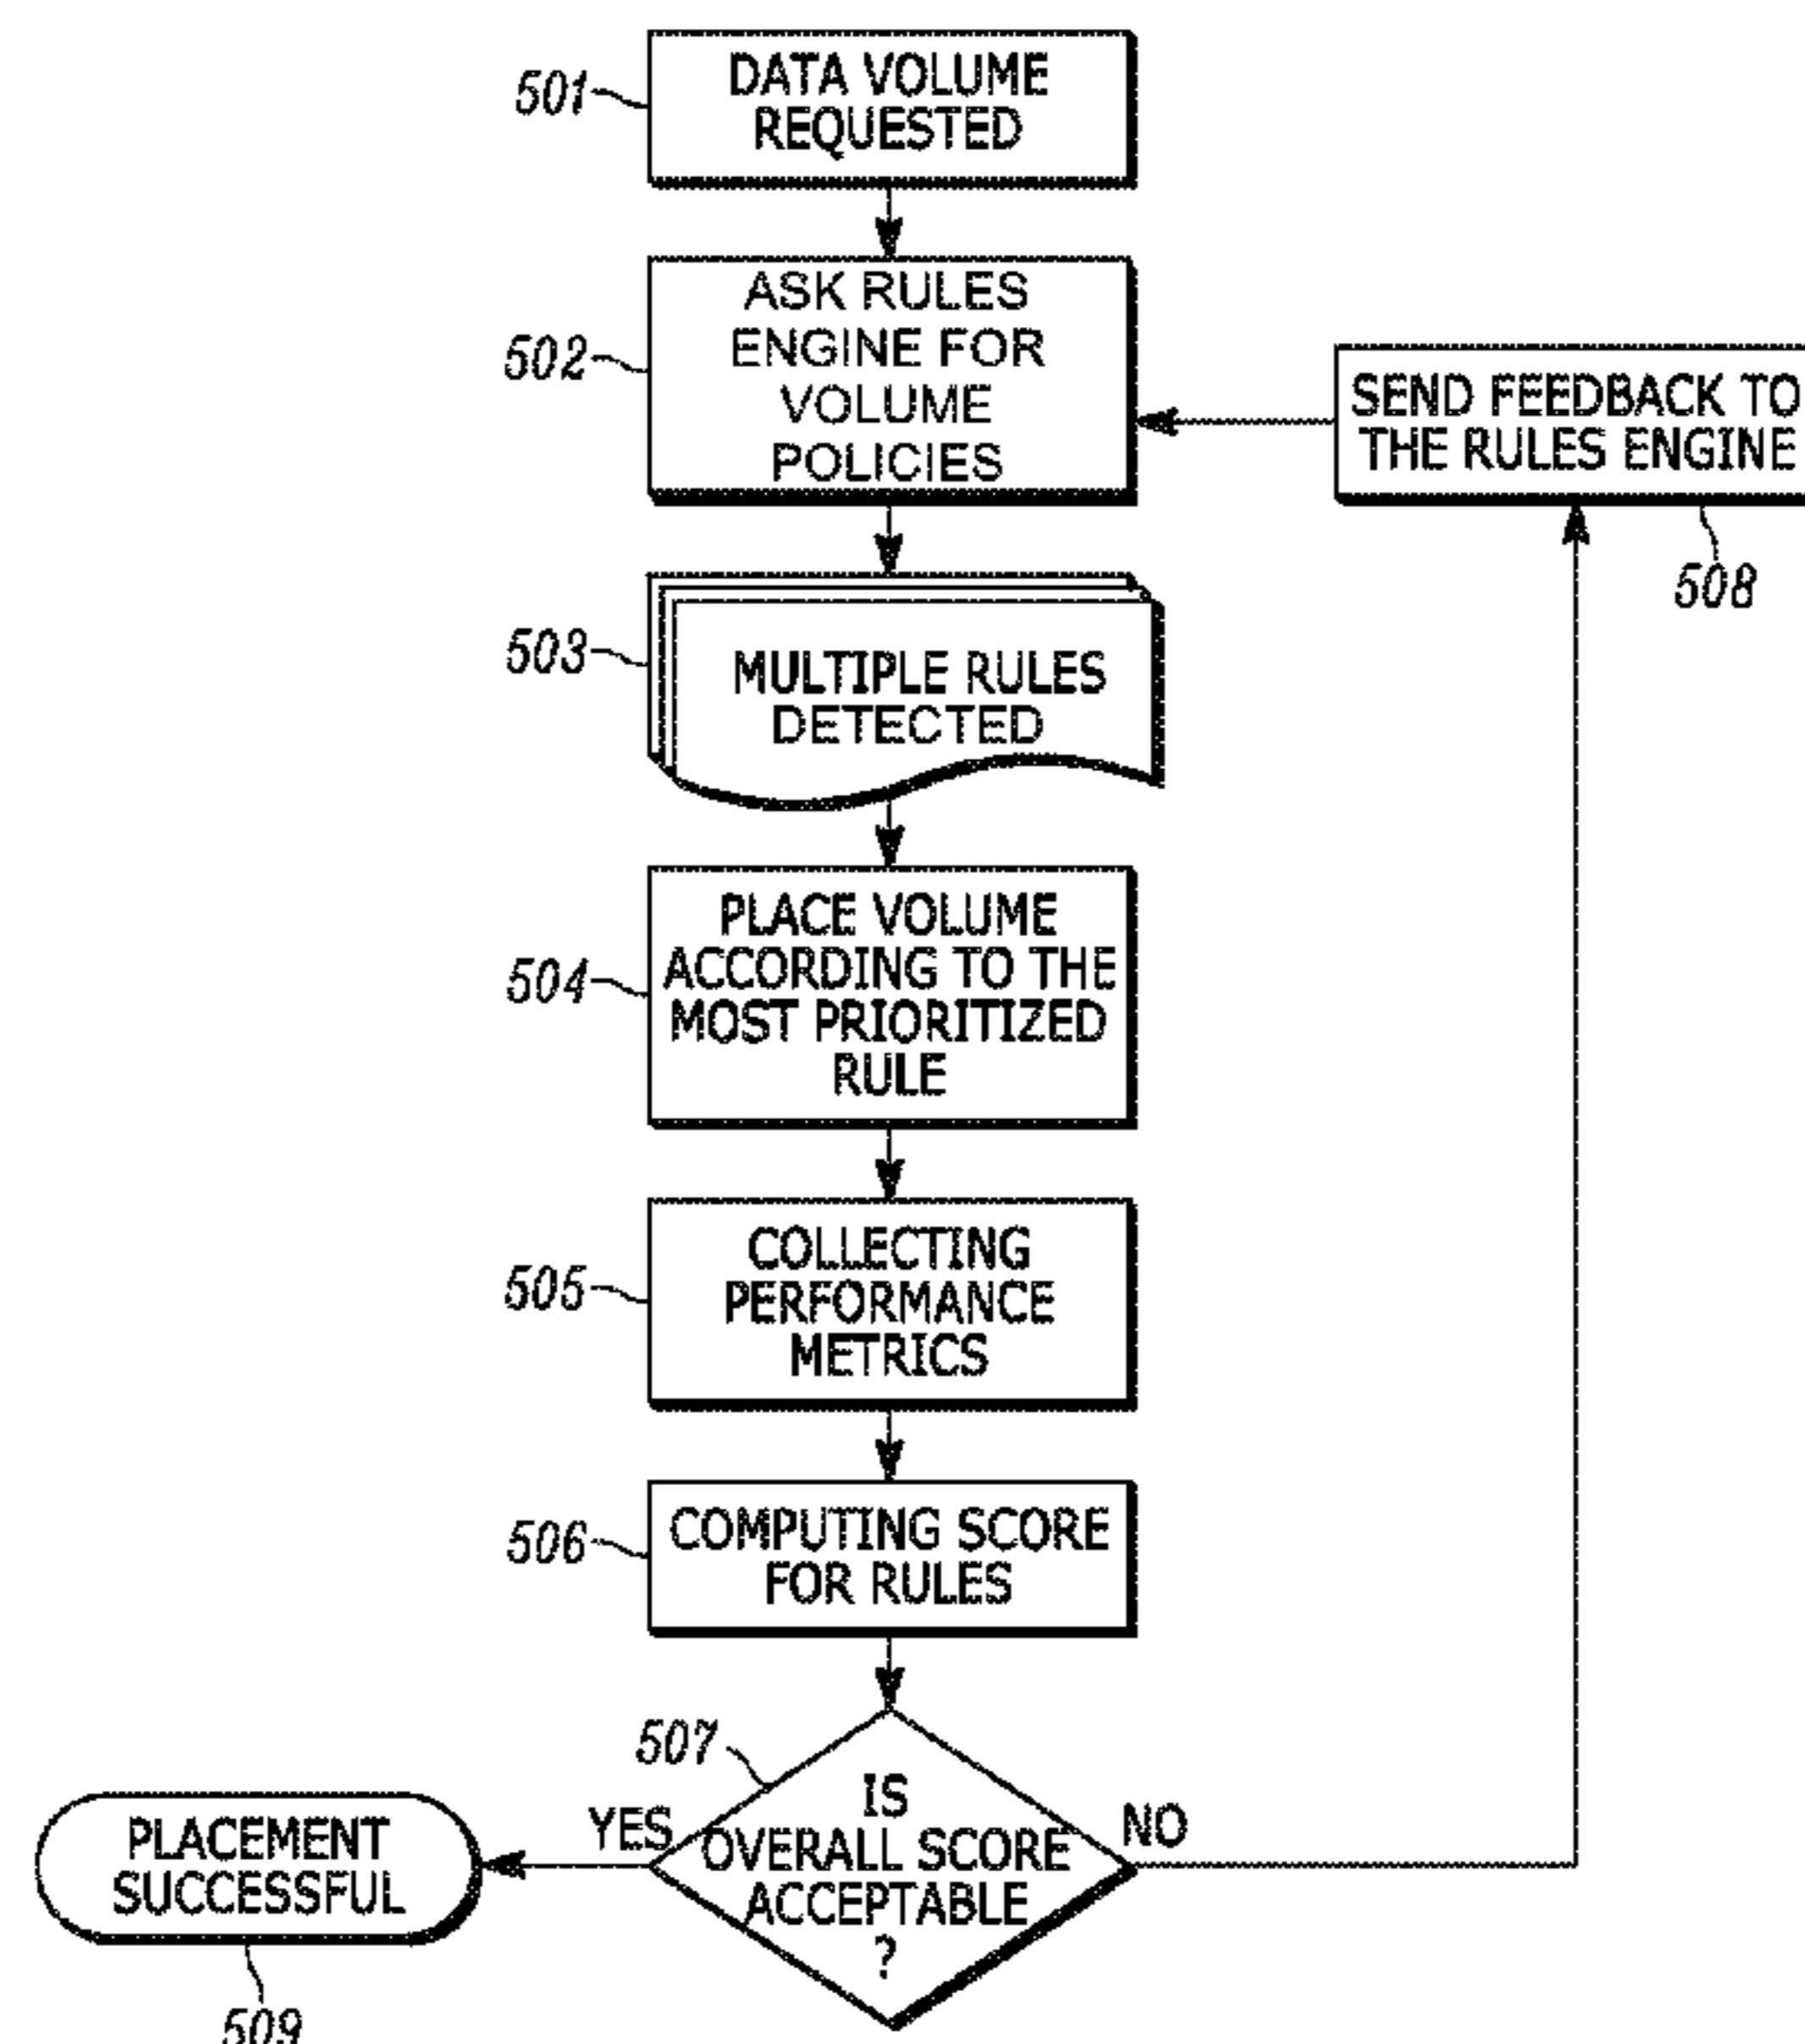 501
DATA VOLUME
REQUESTED
502
ASK RULES
ENGINE FOR
VOLUME
POLICIES
SEND FEEDBACK TO
THE RULES ENGINE
508
503
MULTIPLE RULES
DETECTED
504
PLACE VOLUME
ACCORDING TO THE
MOST PRIORITIZED
RULE
505
COLLECTING
PERFORMANCE
METRICS
506
COMPUTING SCORE
FOR RULES
507
IS
OVERALL SCORE
ACCEPTABLE
?
YES
NO
PLACEMENT
SUCCESSFUL
509